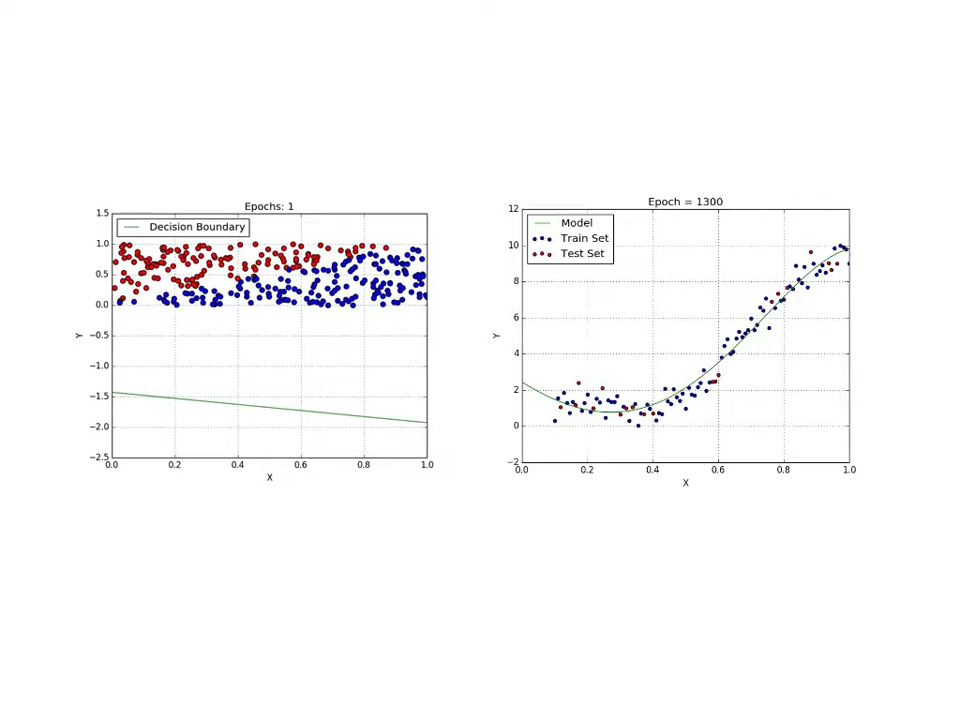 Epochs: 1
Decision Boundary
1.5
1.0
0.5
0.0
−0.5
−1.0
−1.5
−2.0
−2.5
Y
0.0 0.2 0.4 0.6 0.8 1.0
X
Epoch = 1300
Model
Train Set
Test Set
12
10
8
6
4
2
0
−2
Y
0.0 0.2 0.4 0.6 0.8 1.0
X